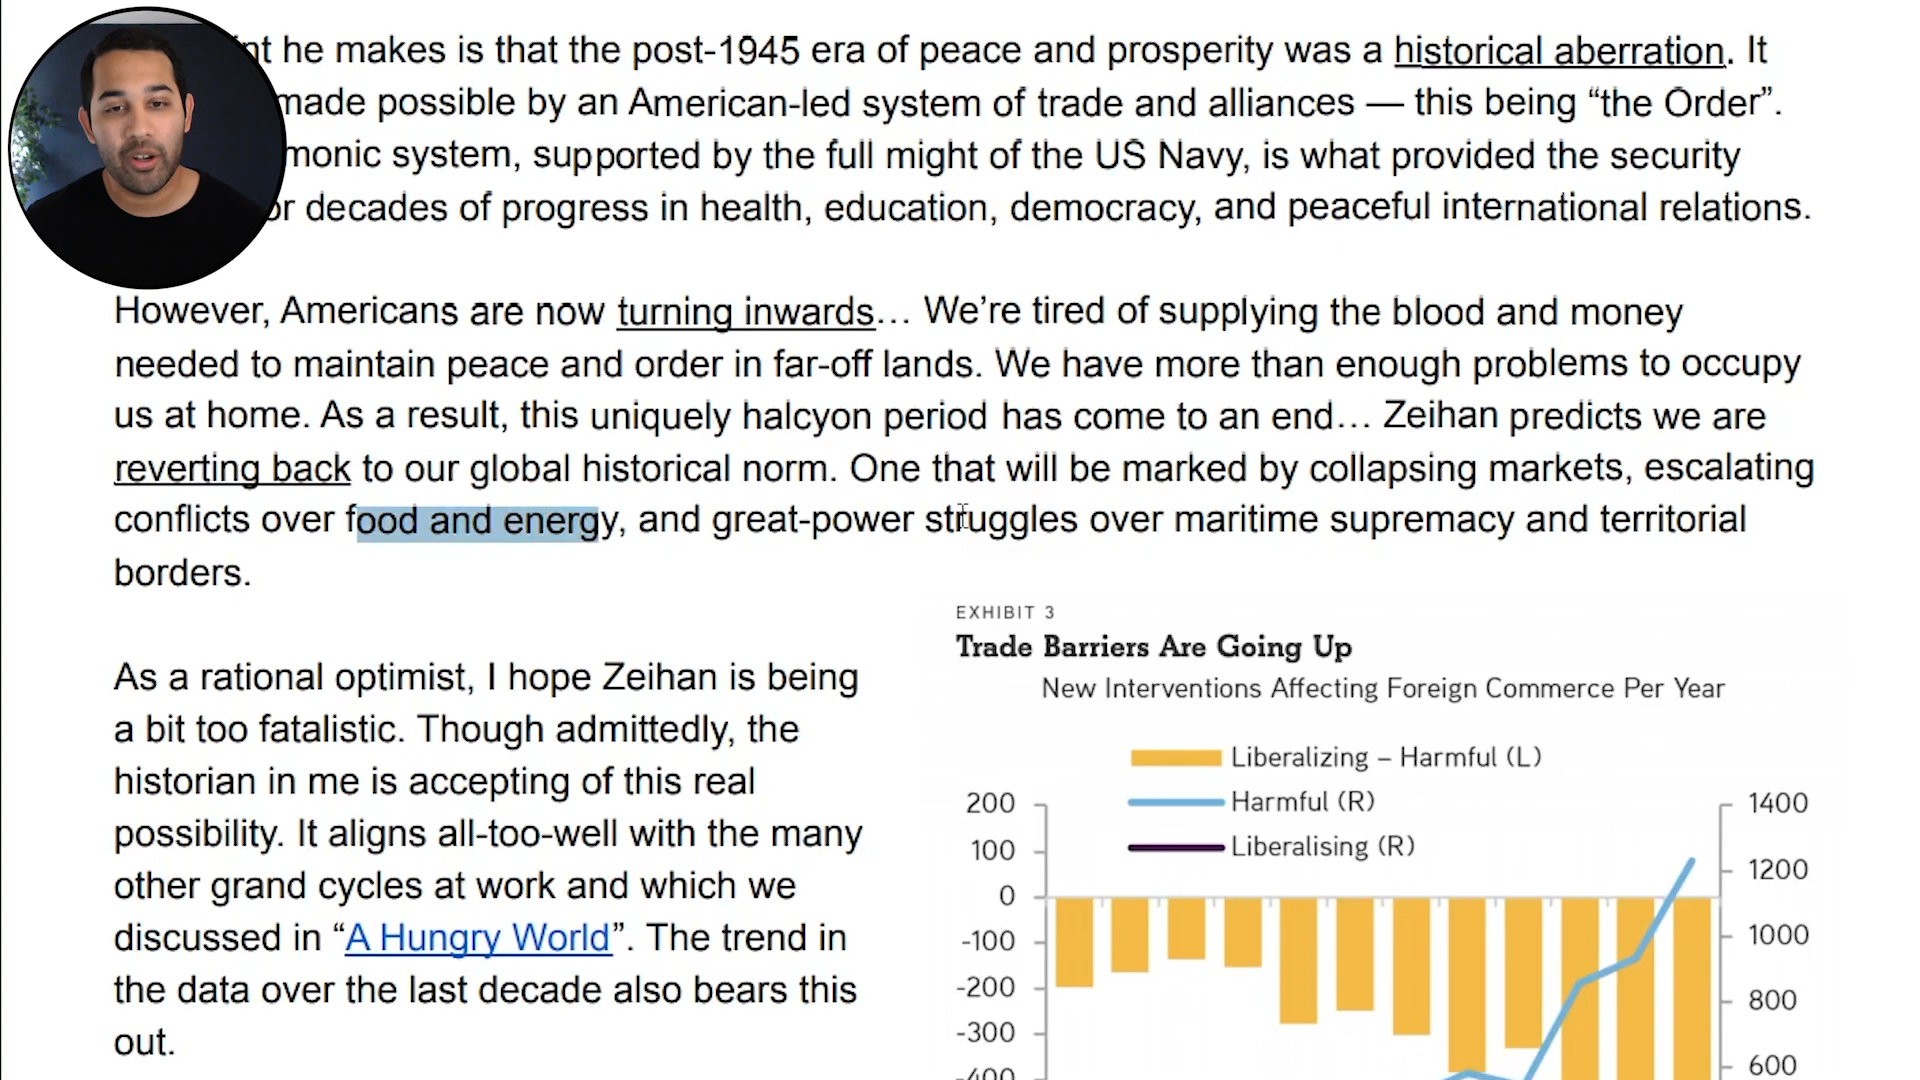 nt he makes is that the post-1945 era of peace and prosperity was a historical aberration. It
made possible by an American-led system of trade and alliances — this being “the Order”.
monic system, supported by the full might of the US Navy, is what provided the security
or decades of progress in health, education, democracy, and peaceful international relations.
However, Americans are now turning inwards… We’re tired of supplying the blood and money
needed to maintain peace and order in far-off lands. We have more than enough problems to occupy
us at home. As a result, this uniquely halcyon period has come to an end… Zeihan predicts we are
reverting back to our global historical norm. One that will be marked by collapsing markets, escalating
conflicts over food and energy, and great-power struggles over maritime supremacy and territorial
borders.
As a rational optimist, I hope Zeihan is being
a bit too fatalistic. Though admittedly, the
historian in me is accepting of this real
possibility. It aligns all-too-well with the many
other grand cycles at work and which we
discussed in “A Hungry World”. The trend in
the data over the last decade also bears this
out.
EXHIBIT 3
Trade Barriers Are Going Up
New Interventions Affecting Foreign Commerce Per Year
Liberalizing – Harmful (L)
Harmful (R)
Liberalising (R)
200
100
0
-100
-200
-300
-400
1400
1200
1000
800
600